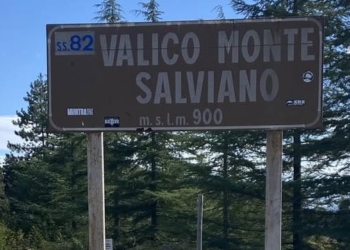 SS.82 VALICO MONTE
SALVIANO
m.s.l.m. 900